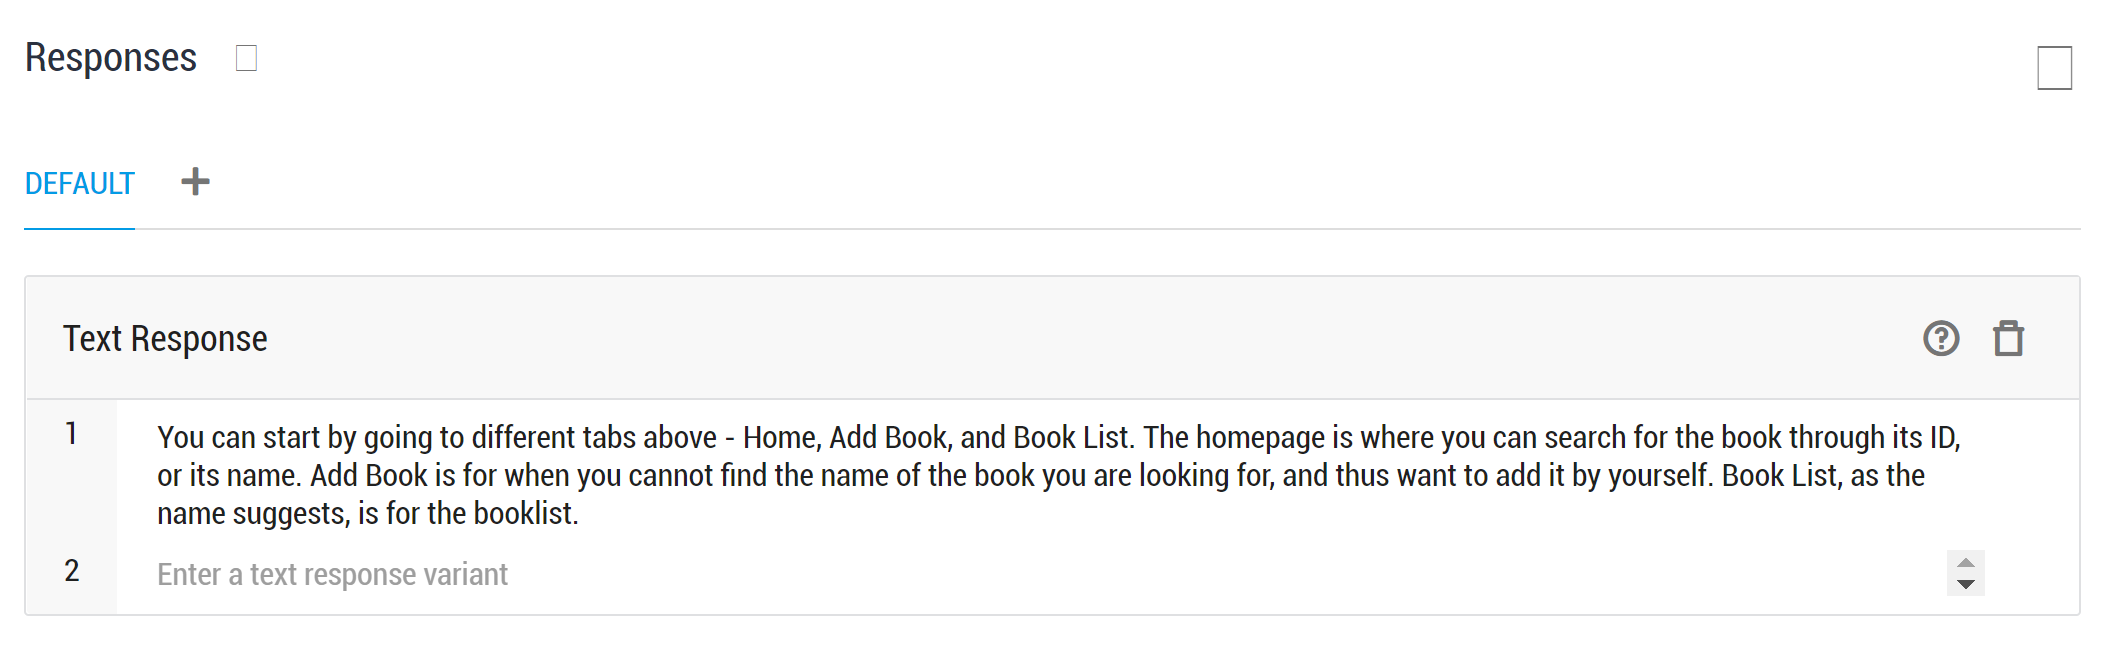 Responses
DEFAULT
Text Response
1
You can start by going to different tabs above - Home, Add Book, and Book List. The homepage is where you can search for the book through its ID,
or its name. Add Book is for when you cannot find the name of the book you are looking for, and thus want to add it by yourself. Book List, as the
name suggests, is for the booklist.
2
Enter a text response variant